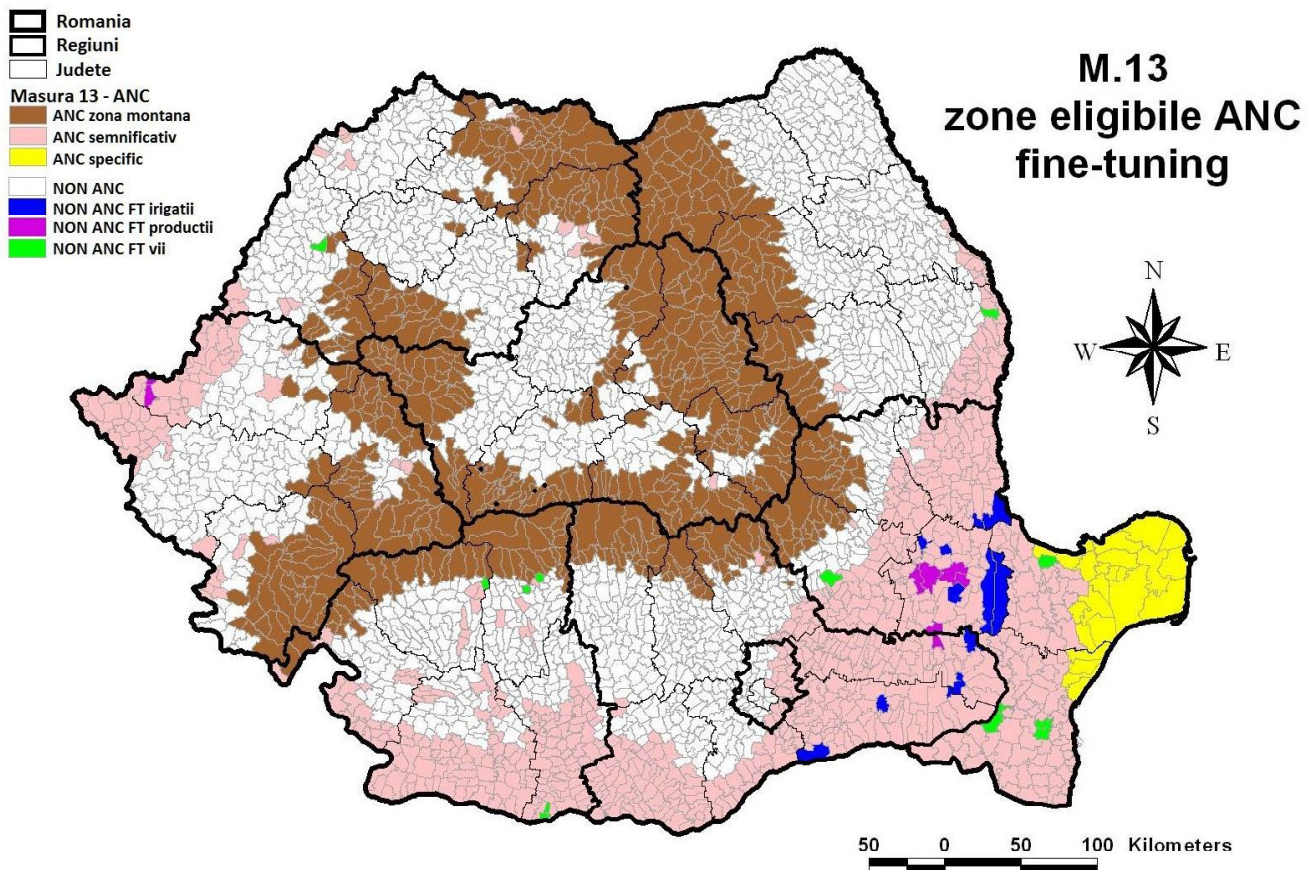 Romania
Regiuni
Judete
Masura 13 - ANC
ANC zona montana
ANC semnificativ
ANC specific
NON ANC
NON ANC FT irigatii
NON ANC FT productii
NON ANC FT vii
M.13
zone eligibile ANC
fine-tuning
N
W E
S
50 0 50 100 Kilometers